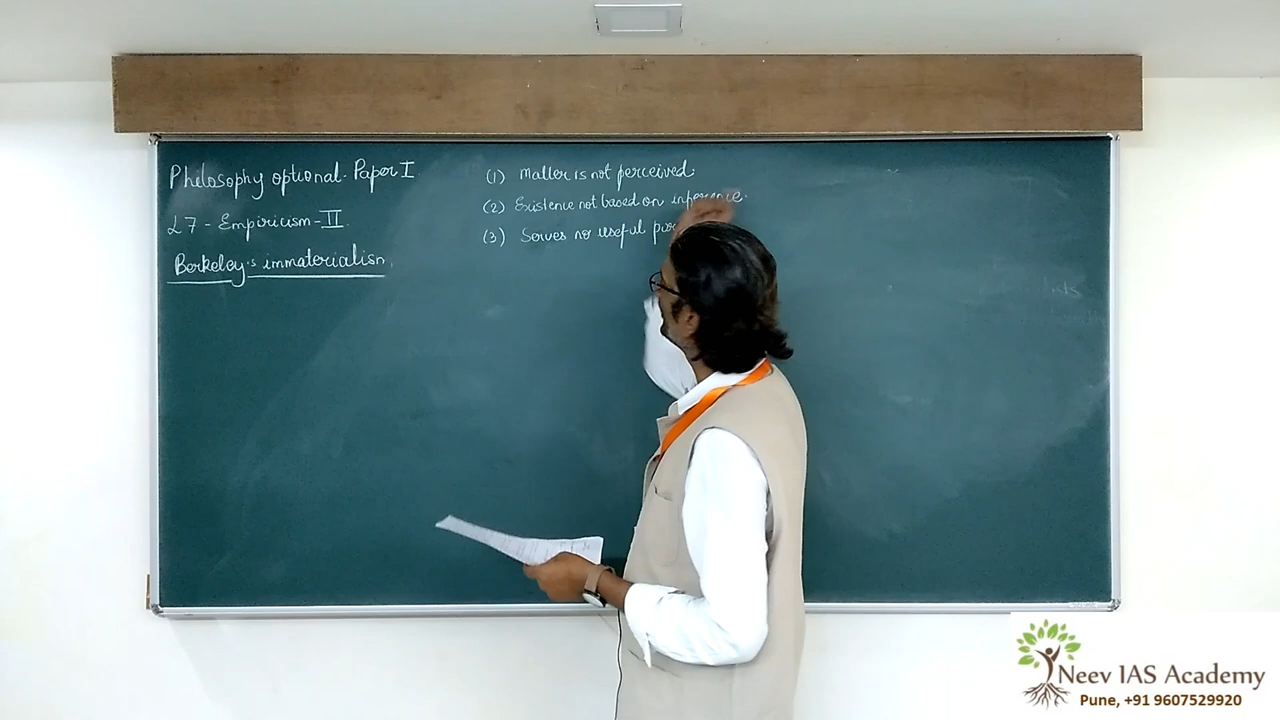 Philosophy optional. Paper I
L7 - Empiricism - II.
Berkeley's immaterialism
(1) Matter is not perceived.
(2) Existence not based on inference.
(3) Serves no useful
Neev IAS Academy
Pune, +91 9607529920